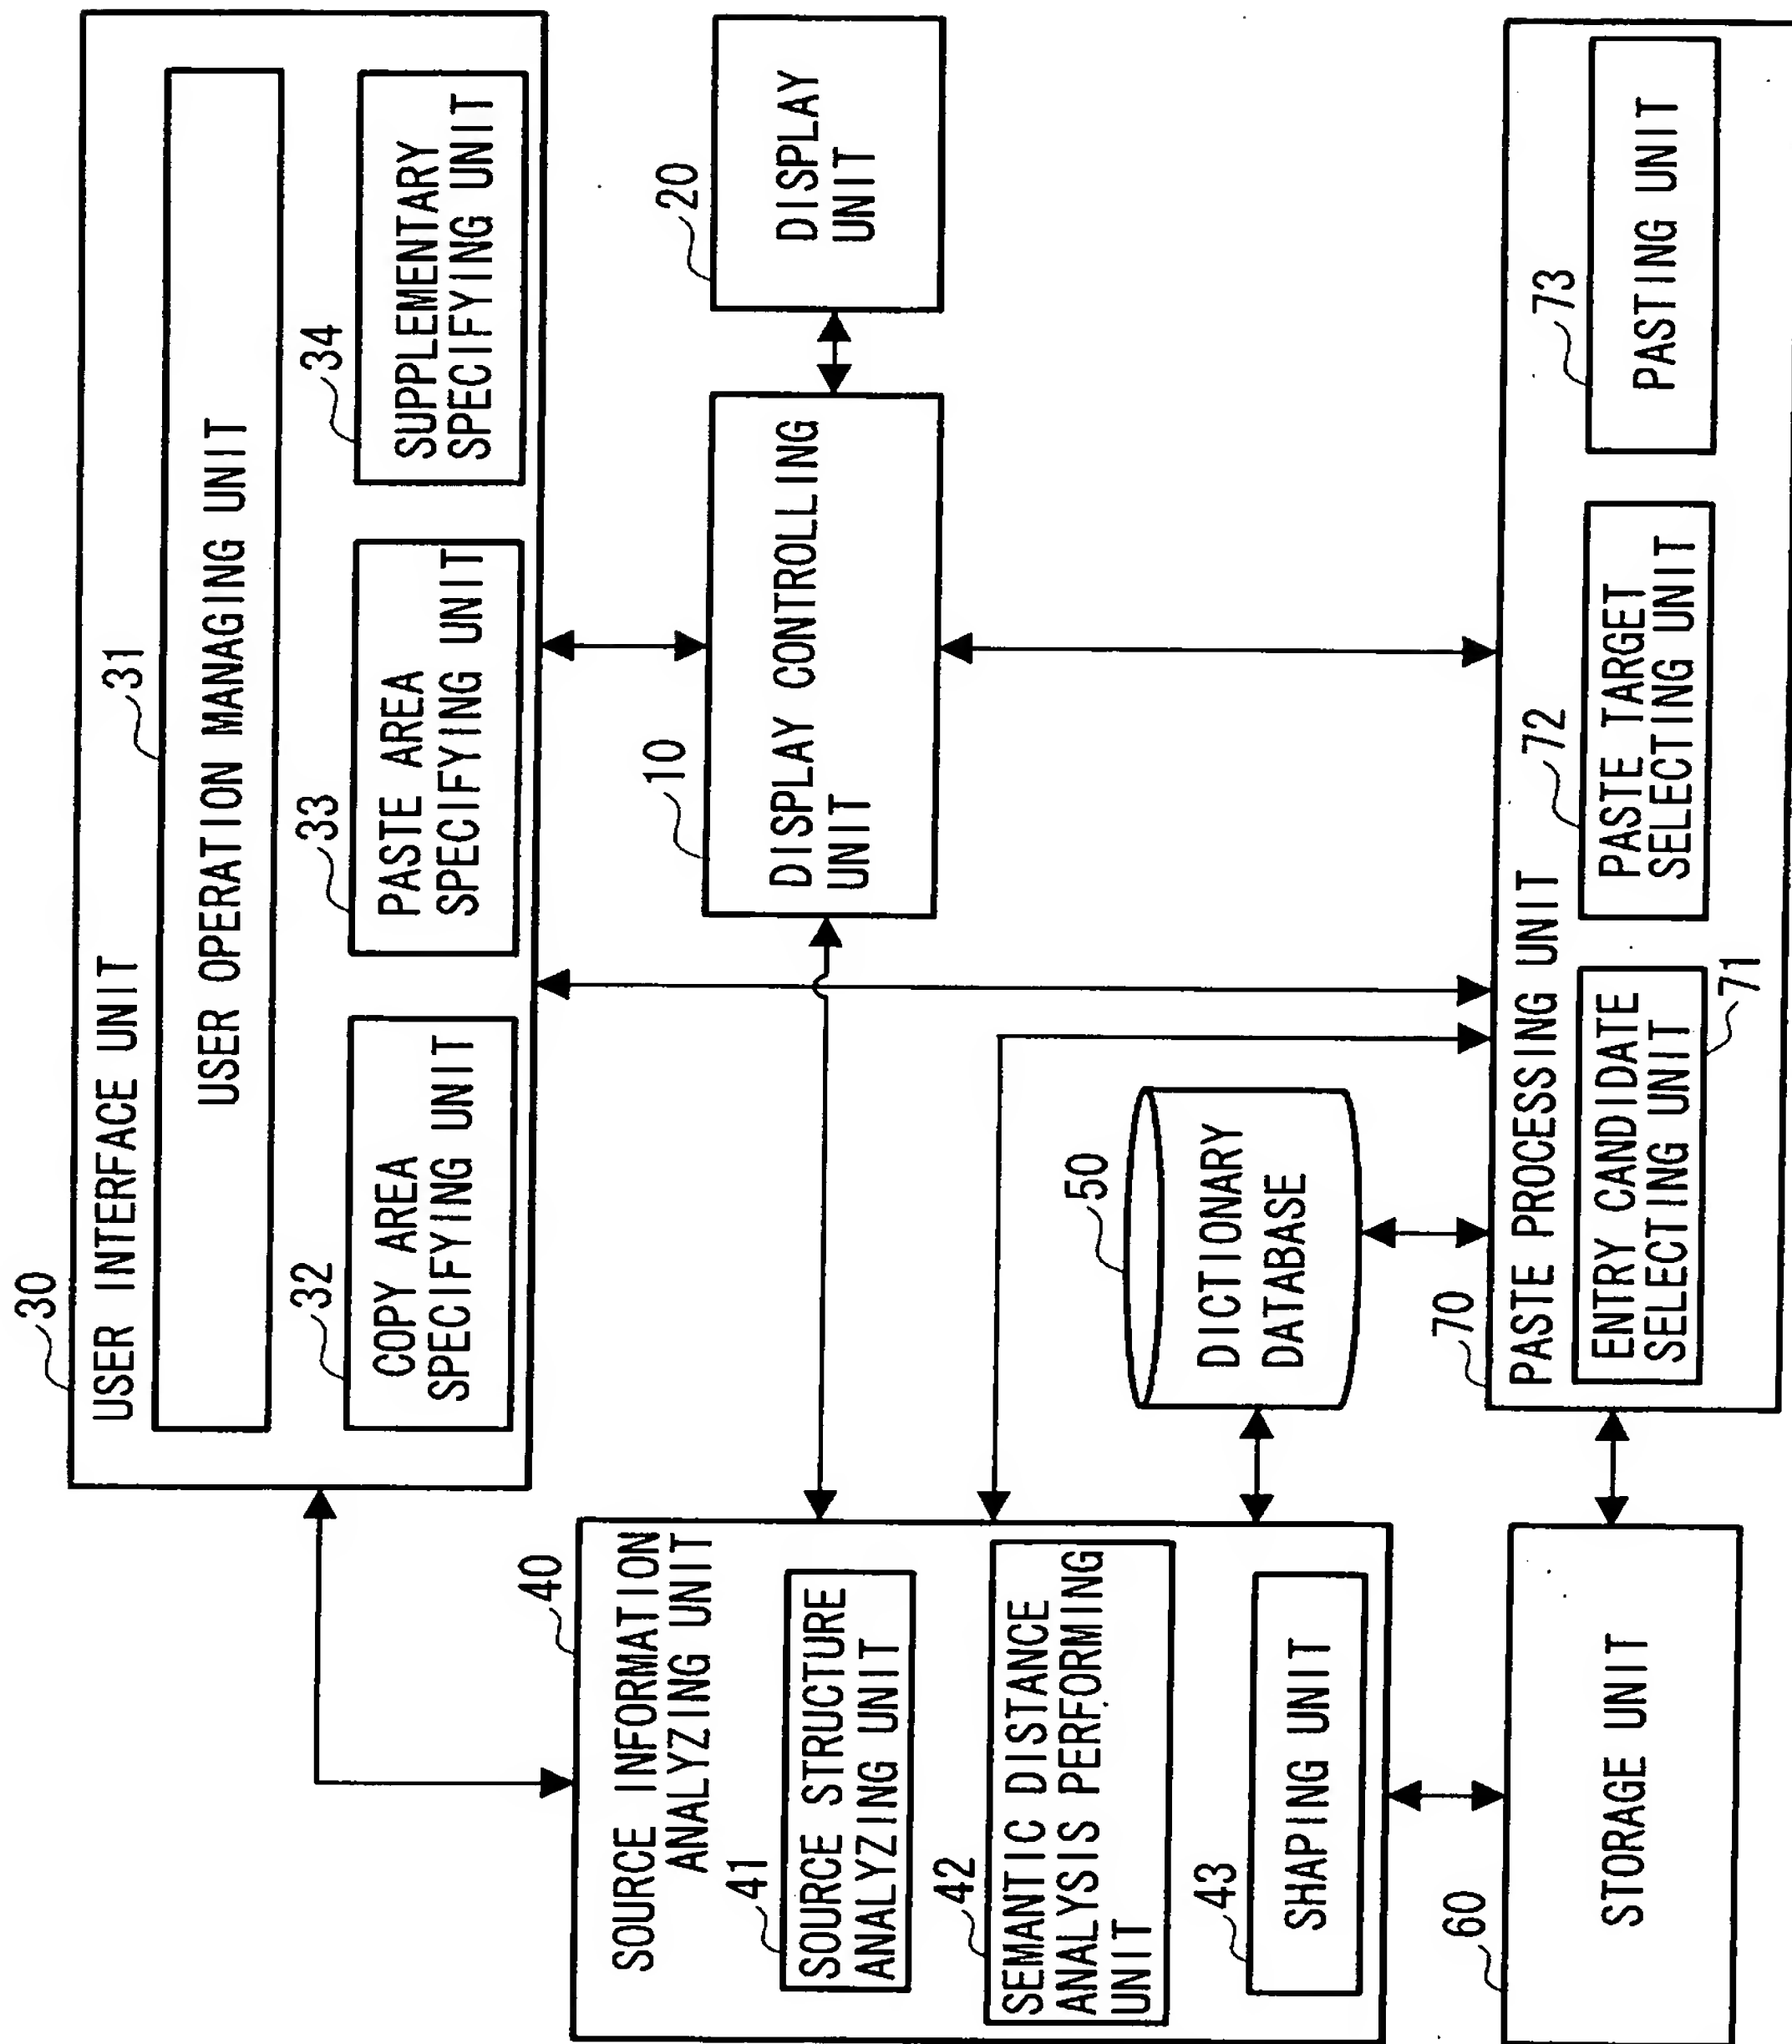 30
USER INTERFACE UNIT
31
USER OPERATION MANAGING UNIT
32
COPY AREA
SPECIFYING UNIT
33
PASTE AREA
SPECIFYING UNIT
34
SUPPLEMENTARY
SPECIFYING UNIT
40
SOURCE INFORMATION
ANALYZING UNIT
41
SOURCE STRUCTURE
ANALYZING UNIT
42
SEMANTIC DISTANCE
ANALYSIS PERFORMING
UNIT
43
SHAPING UNIT
10
DISPLAY CONTROLLING
UNIT
20
DISPLAY
UNIT
50
DICTIONARY
DATABASE
60
STORAGE UNIT
70
PASTE PROCESSING UNIT
ENTRY CANDIDATE
SELECTING UNIT
71
72
PASTE TARGET
SELECTING UNIT
73
PASTING UNIT